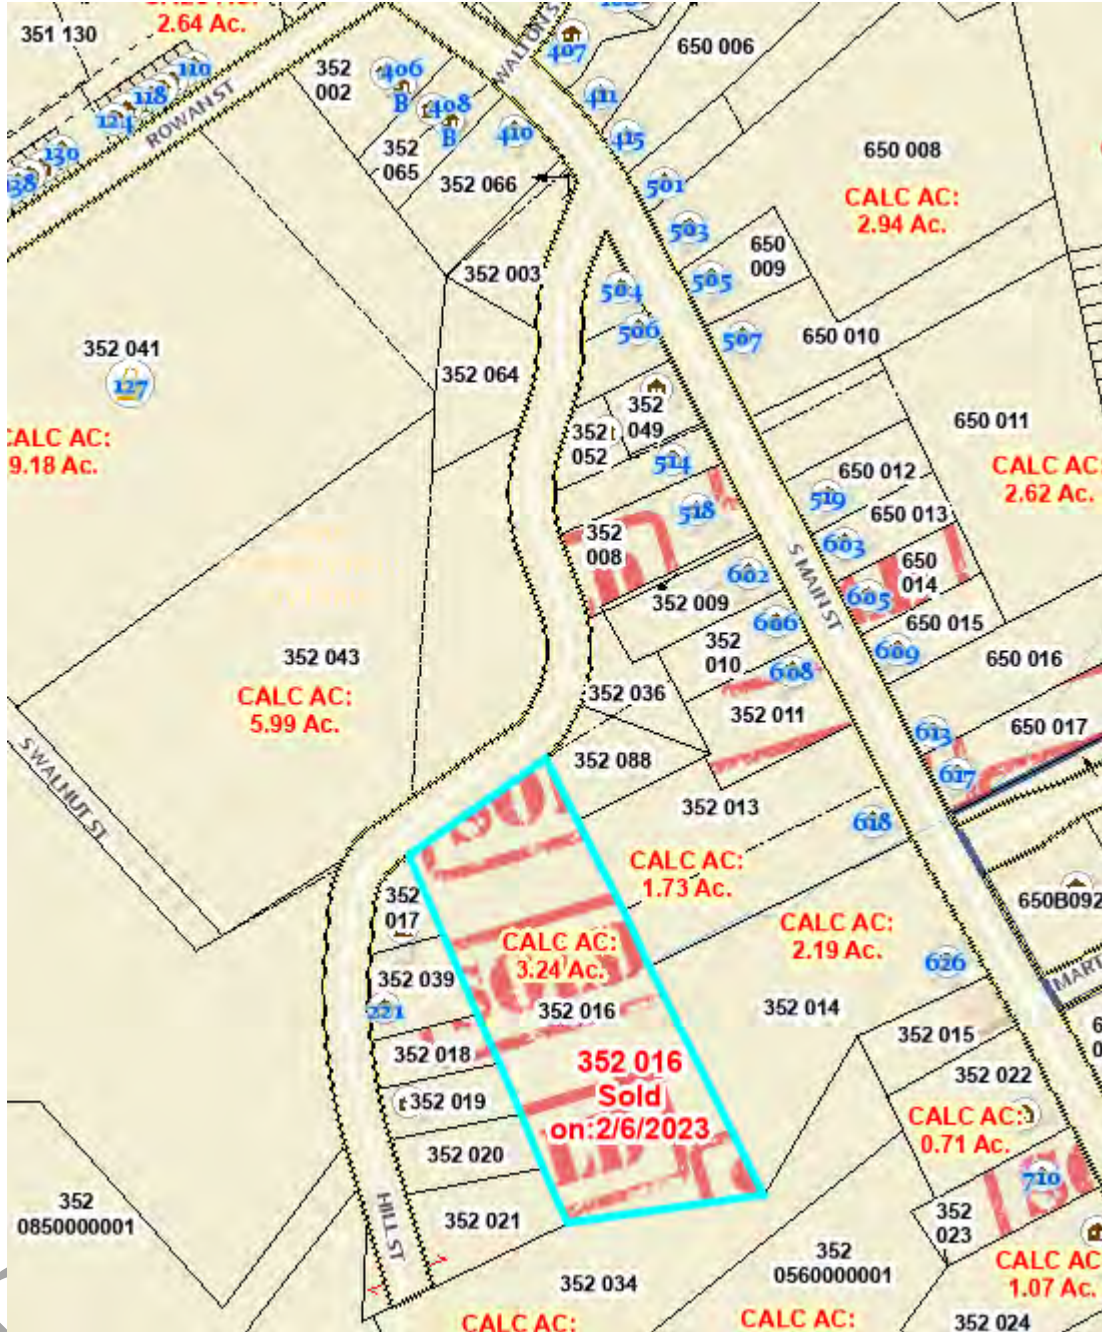 351 130
2.64 Ac.
WALTON S
407
650 006
110
118
124
130
138
ROWAN ST
352
002
406
B
408
B
410
411
415
352
065
352 066
501
650 008
CALC AC:
2.94 Ac.
503
650
009
505
352 003
504
506
507
650 010
352 041
127
352 064
CALC AC:
9.18 Ac.
352
049
352
052
514
650 011
CALC AC:
2.62 Ac.
650 012
519
518
650 013
352
008
603
S MAIN ST
650
014
605
602
352 009
606
650 015
352
010
608
609
650 016
352 043
CALC AC:
5.99 Ac.
352 036
352 011
613
650 017
617
S WALNUT ST
352 088
352 013
618
SOL
CALC AC:
1.73 Ac.
352
017
650B092
CALC AC:
3.24 Ac.
CALC AC:
2.19 Ac.
SOLD
626
352 039
MART
221
352 016
352 014
352 015
352 018
352 016
Sold
on:2/6/2023
352 022
352 019
CALC AC:
0.71 Ac.
352 020
LD
710
SO
352
0850000001
HILL ST
352 021
352
023
352
0560000001
352 034
CALC AC
1.07 Ac.
CALC AC:
CALC AC:
352 024